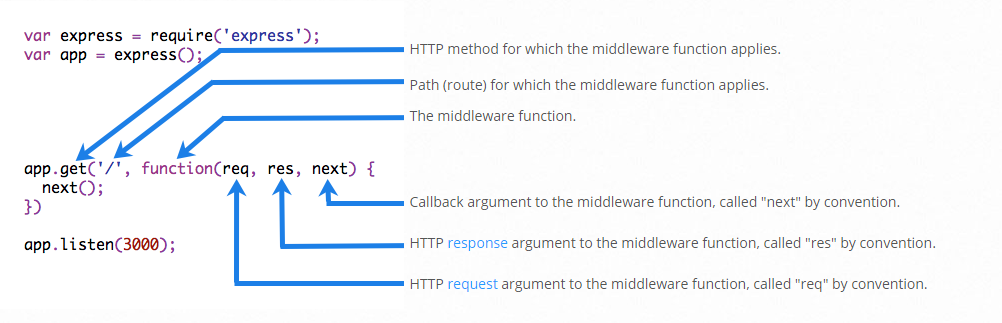 var express = require('express');
var app = express();
HTTP method for which the middleware function applies.
Path (route) for which the middleware function applies.
The middleware function.
app.get('/', function(req, res, next) {
  next();
})
Callback argument to the middleware function, called "next" by convention.
app.listen(3000);
HTTP response argument to the middleware function, called "res" by convention.
HTTP request argument to the middleware function, called "req" by convention.